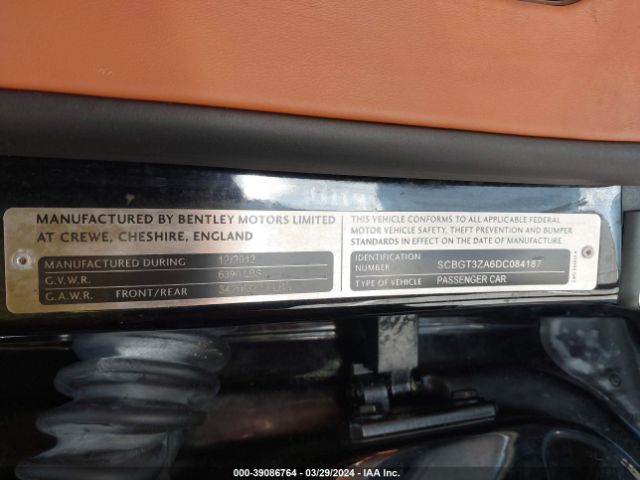 MANUFACTURED BY BENTLEY MOTORS LIMITED
AT CREWE, CHESHIRE, ENGLAND
MANUFACTURED DURING 12/2012
G.V.W.R. 6390 LBS
G.A.W.R. FRONT/REAR
THIS VEHICLE CONFORMS TO ALL APPLICABLE FEDERAL
MOTOR VEHICLE SAFETY, THEFT PREVENTION AND BUMPER
STANDARDS IN EFFECT ON THE DATE OF MANUFACTURE
IDENTIFICATION
NUMBER SCBGT3ZA6DC084187
TYPE OF VEHICLE PASSENGER CAR
000-39086764 — 03/29/2024 — IAA Inc.